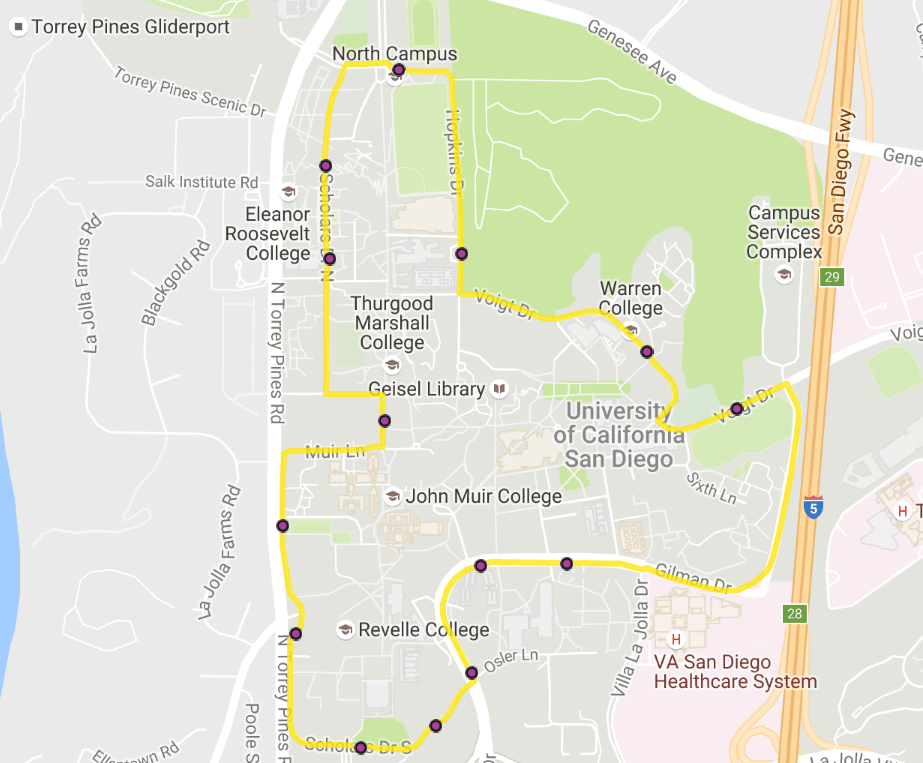 Torrey Pines Gliderport
North Campus
Genesee Ave
Torrey Pines Scenic Dr
Hopkins Dr
San Diego Fwy
Gene
Salk Institute Rd
Scholars Dr N
Eleanor
Roosevelt
College
Campus
Services
Complex
La Jolla Farms Rd
Blackgold Rd
29
N Torrey Pines Rd
Thurgood
Marshall
College
Voigt Dr
Warren
College
Voig
Geisel Library
Voigt Dr
University
of California
San Diego
Muir Ln
John Muir College
Sixth Ln
H
T
5
La Jolla Farms Rd
Gilman Dr
28
Revelle College
H
Villa La Jolla Dr
Osler Ln
VA San Diego
Healthcare System
N Torrey Pines R
Poole S
Scholars Dr S
Ellentown Rd
La Jolla Vil